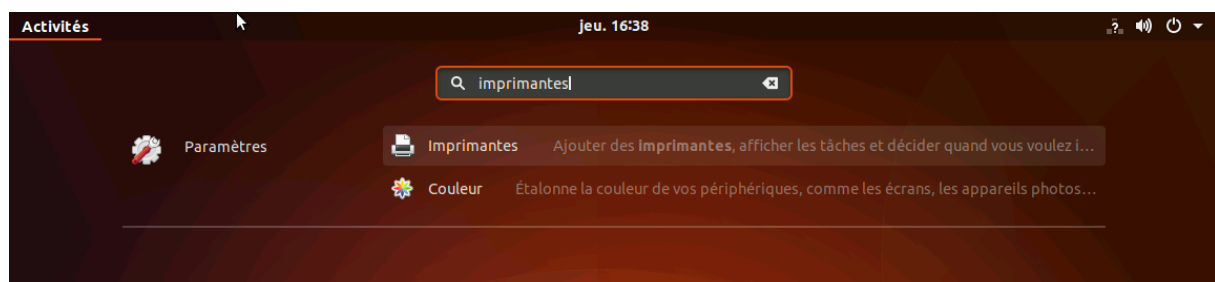 Activités jeu. 16:38
imprimantes
Paramètres Imprimantes Ajouter des imprimantes, afficher les tâches et décider quand vous voulez i…
Couleur Étalonne la couleur de vos périphériques, comme les écrans, les appareils photos…